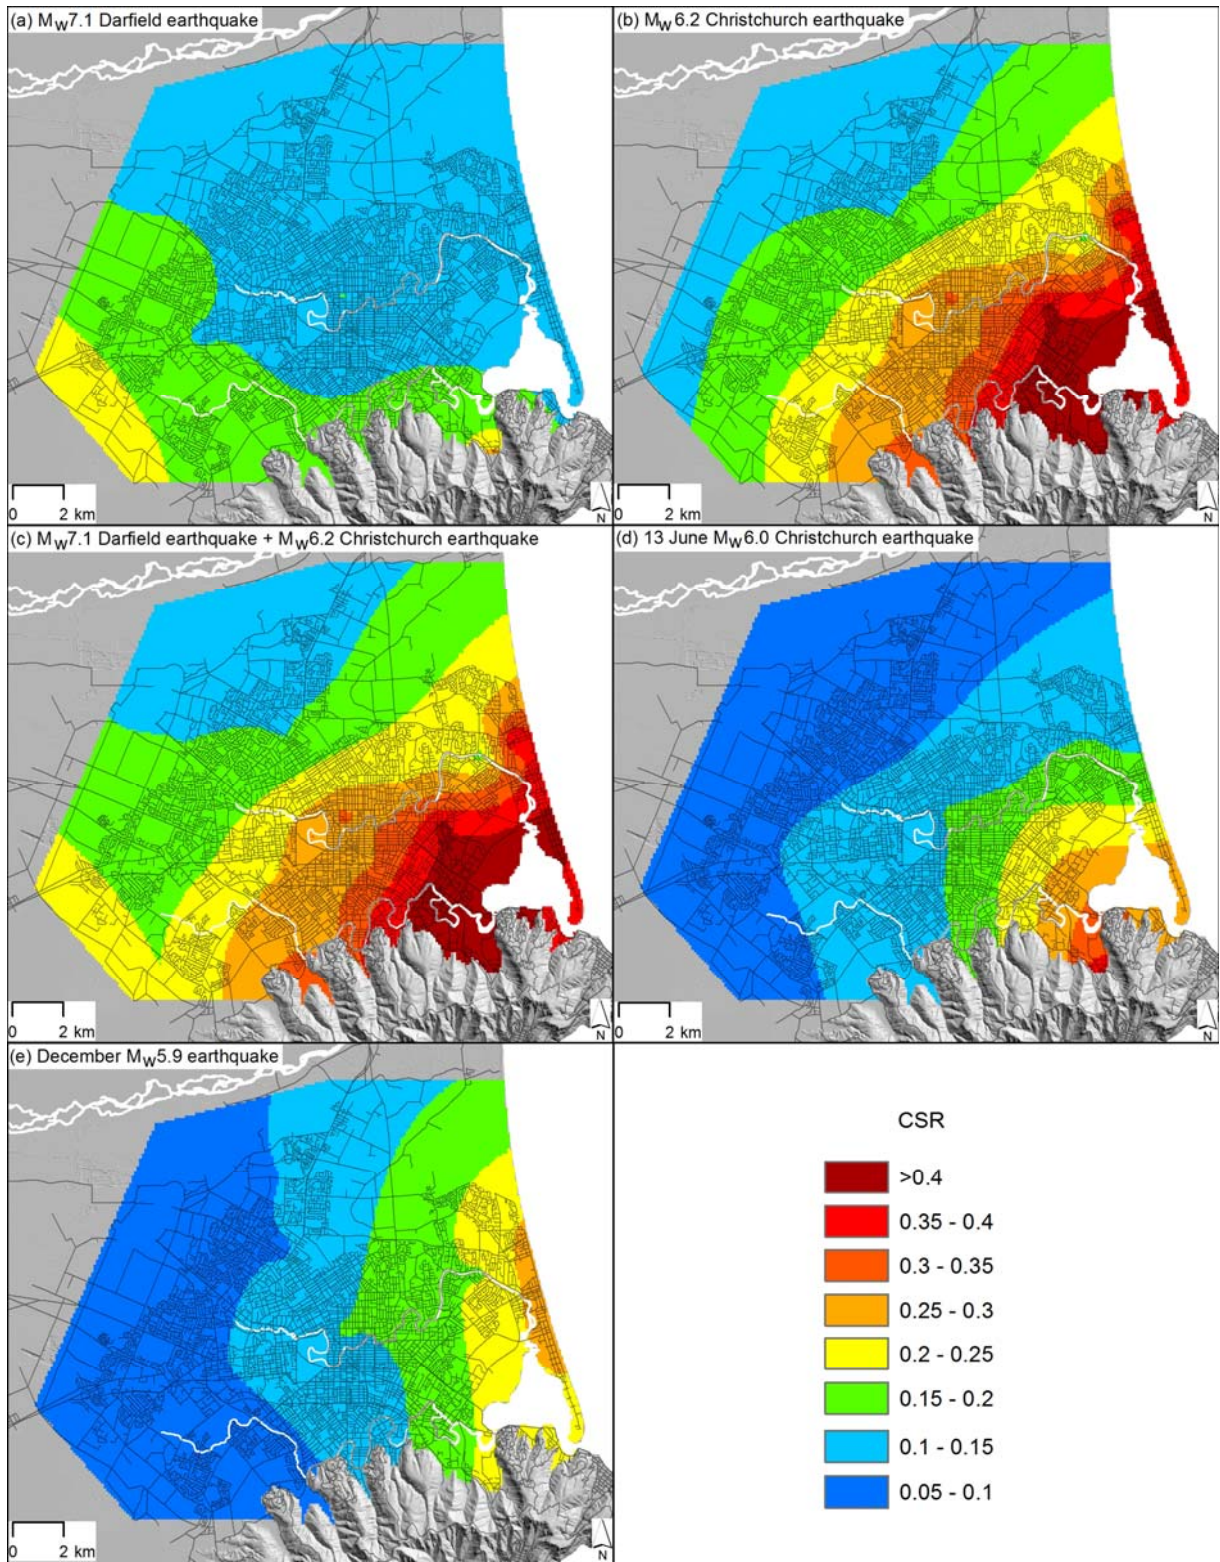 (a) MW7.1 Darfield earthquake
0 2 km
N
(b) MW6.2 Christchurch earthquake
0 2 km
N
(c) MW7.1 Darfield earthquake + MW6.2 Christchurch earthquake
0 2 km
N
(d) 13 June MW6.0 Christchurch earthquake
0 2 km
N
(e) December MW5.9 earthquake
0 2 km
N
CSR
>0.4
0.35 - 0.4
0.3 - 0.35
0.25 - 0.3
0.2 - 0.25
0.15 - 0.2
0.1 - 0.15
0.05 - 0.1